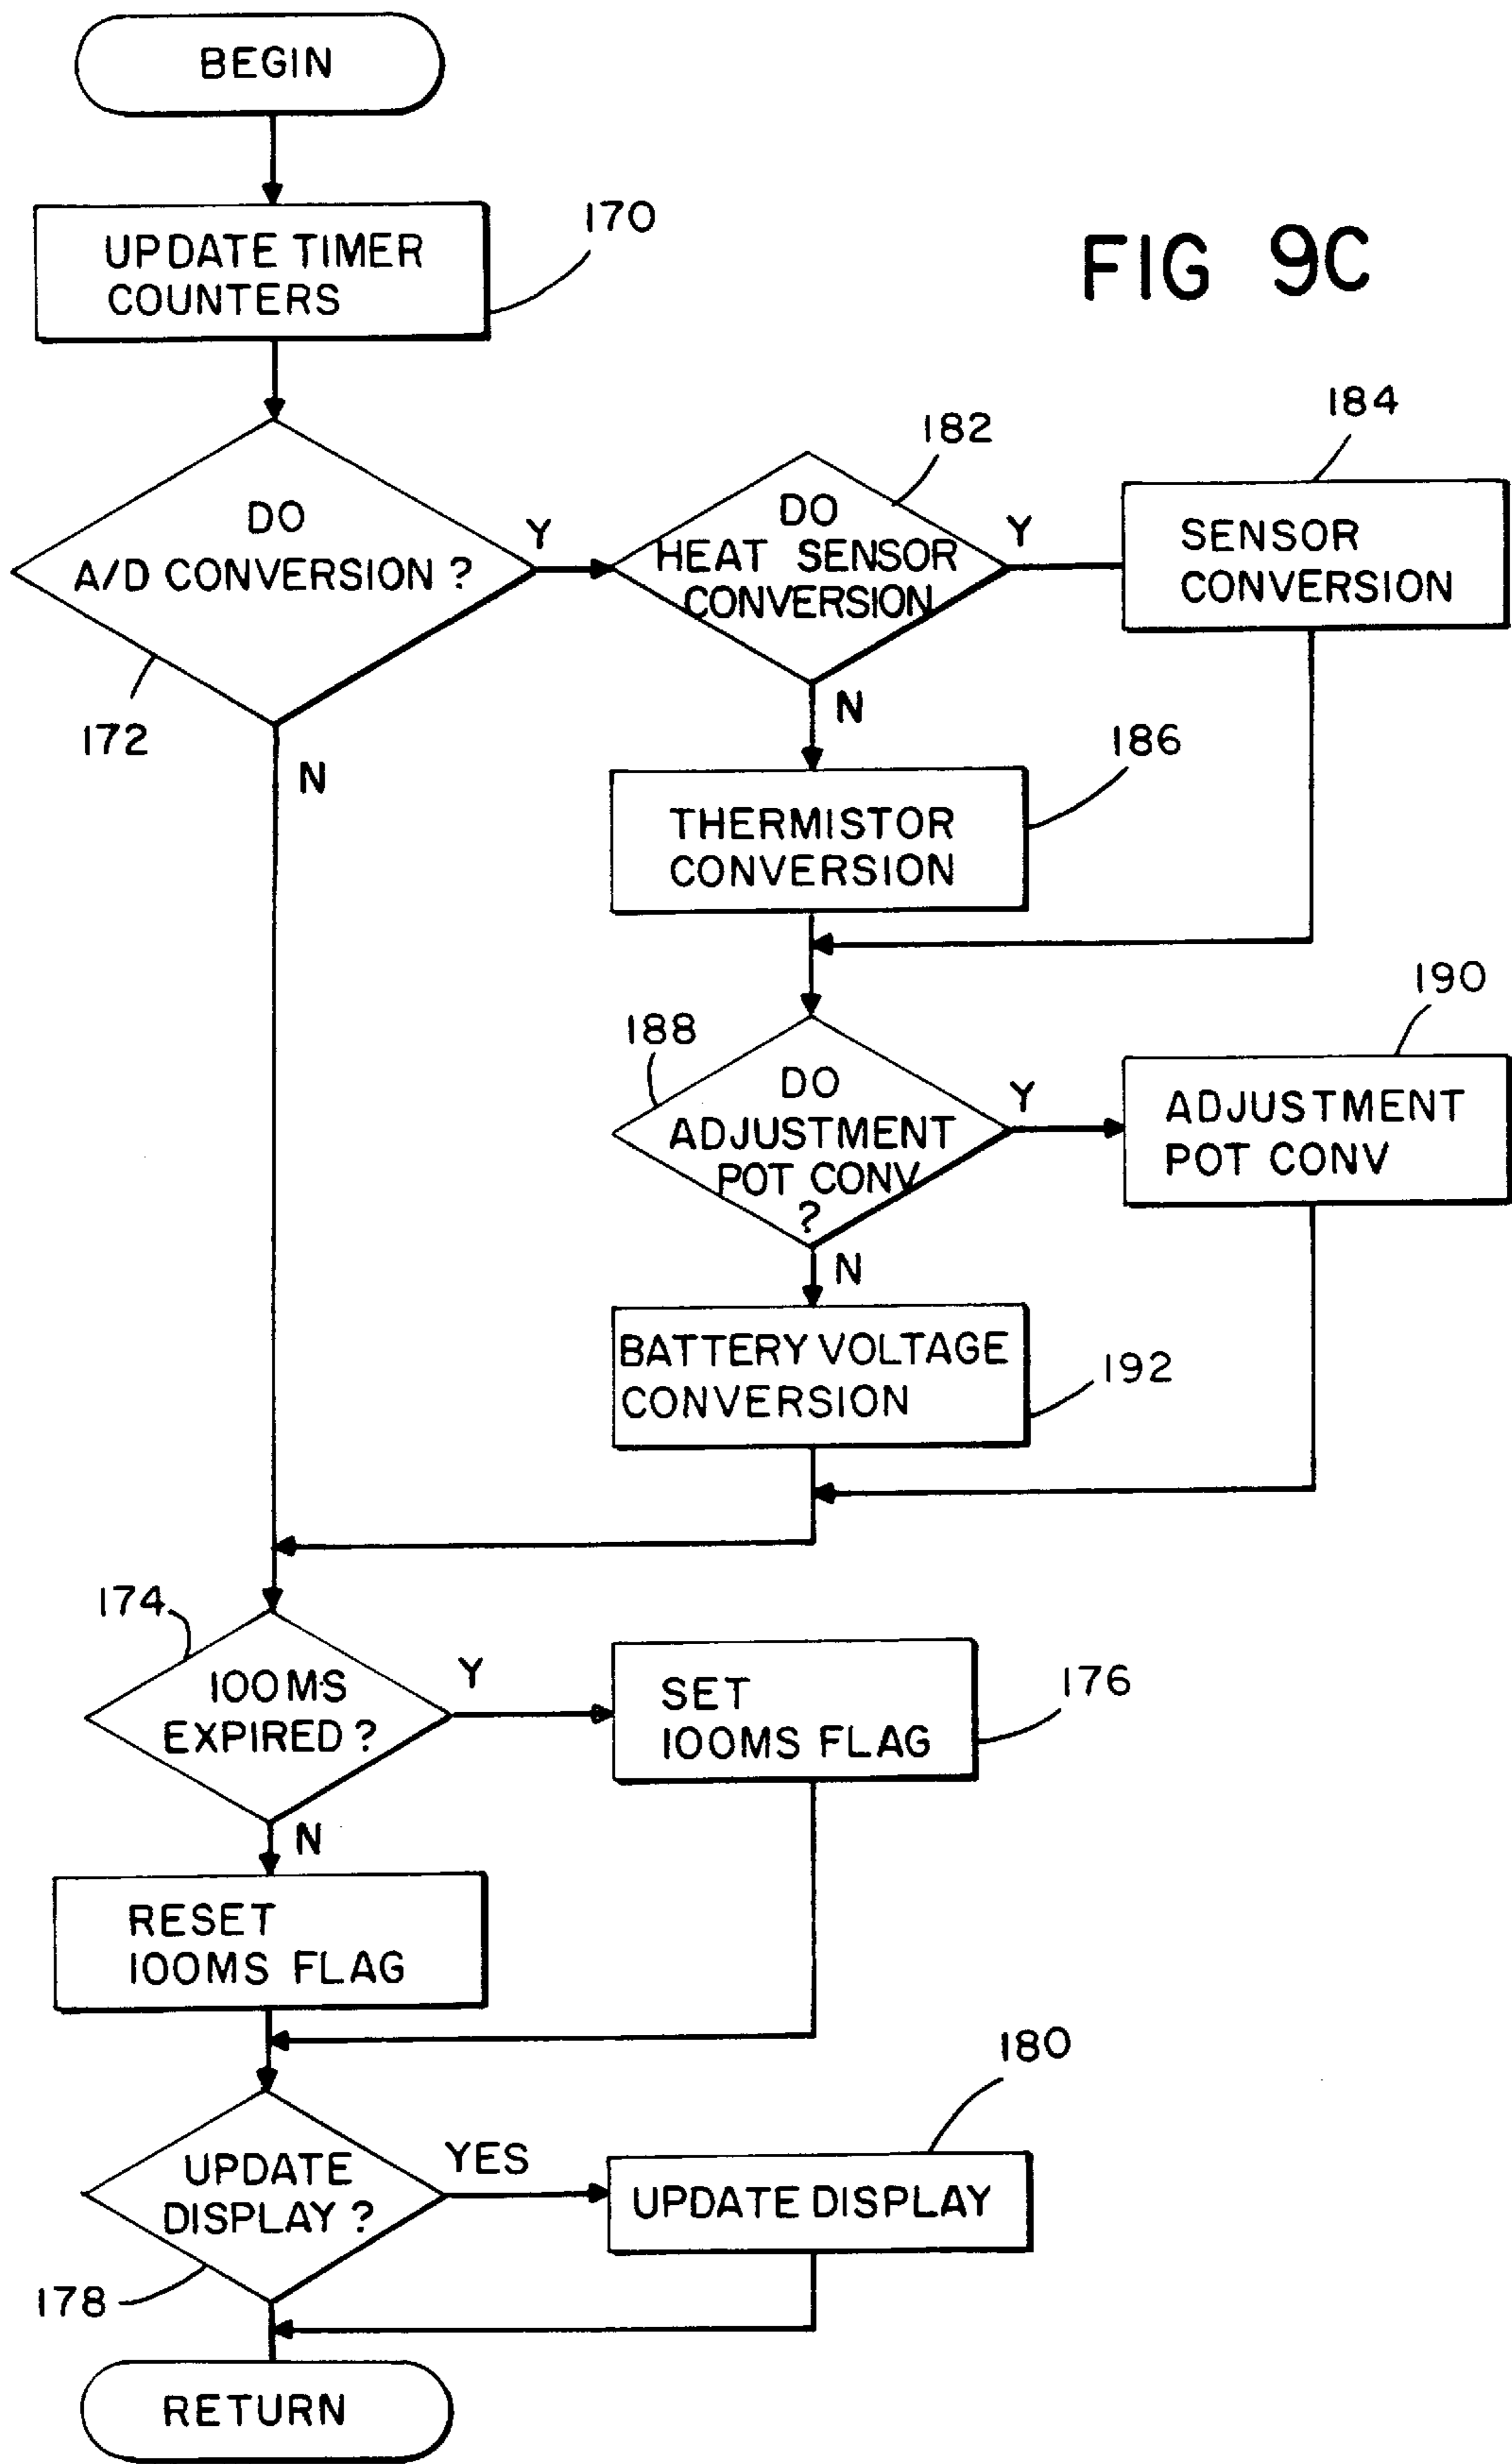 BEGIN
170
UPDATE TIMER
COUNTERS
FIG 9C
182
184
DO
A/D CONVERSION ?
Y
DO
HEAT SENSOR
CONVERSION
Y
SENSOR
CONVERSION
172
N
N
186
THERMISTOR
CONVERSION
188
190
DO
ADJUSTMENT
POT CONV
?
Y
ADJUSTMENT
POT CONV
N
BATTERY VOLTAGE
CONVERSION
192
174
100MS
EXPIRED ?
Y
SET
100MS FLAG
176
N
RESET
100MS FLAG
180
UPDATE
DISPLAY ?
YES
UPDATE DISPLAY
178
RETURN